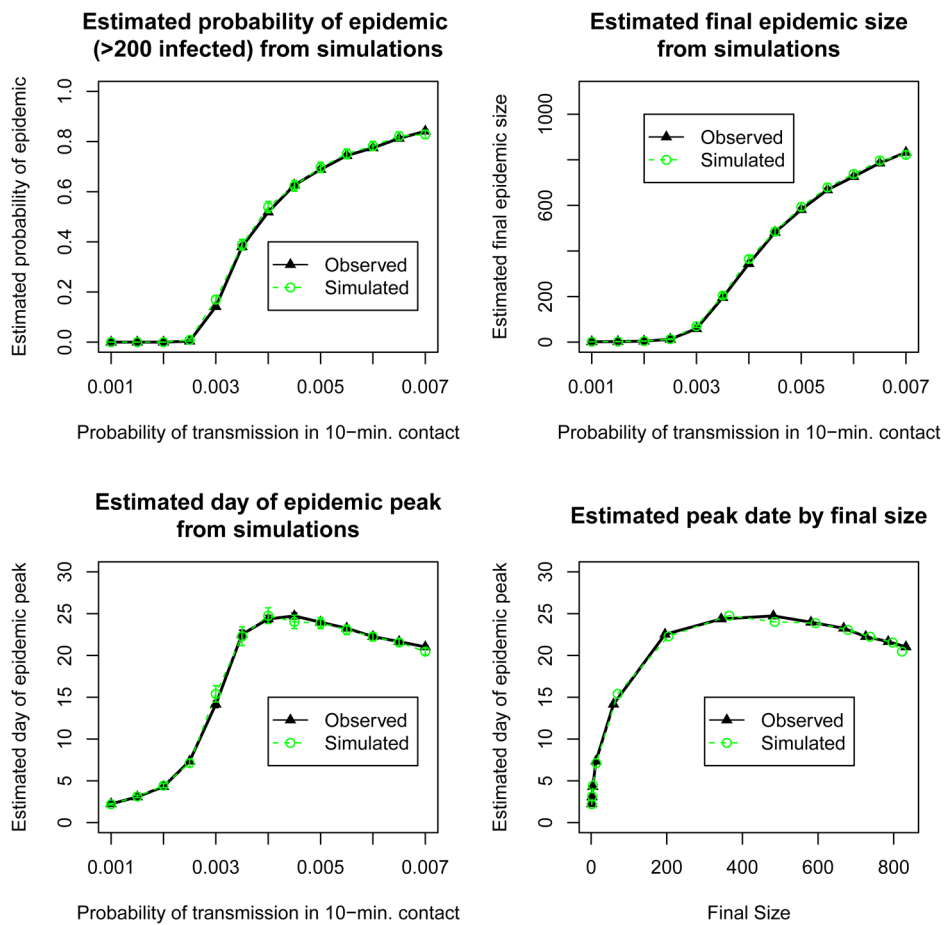 Estimated probability of epidemic
(>200 infected) from simulations
Estimated probability of epidemic
1.0
0.8
0.6
0.4
0.2
0.0
Observed
Simulated
0.001
0.003
0.005
0.007
Probability of transmission in 10−min. contact
Estimated final epidemic size
from simulations
Estimated final epidemic size
1000
600
200
0
Observed
Simulated
0.001
0.003
0.005
0.007
Probability of transmission in 10−min. contact
Estimated day of epidemic peak
from simulations
Estimated day of epidemic peak
30
25
20
15
10
5
0
Observed
Simulated
0.001
0.003
0.005
0.007
Probability of transmission in 10−min. contact
Estimated peak date by final size
Estimated day of epidemic peak
30
25
20
15
10
5
0
Observed
Simulated
0
200
400
600
800
Final Size